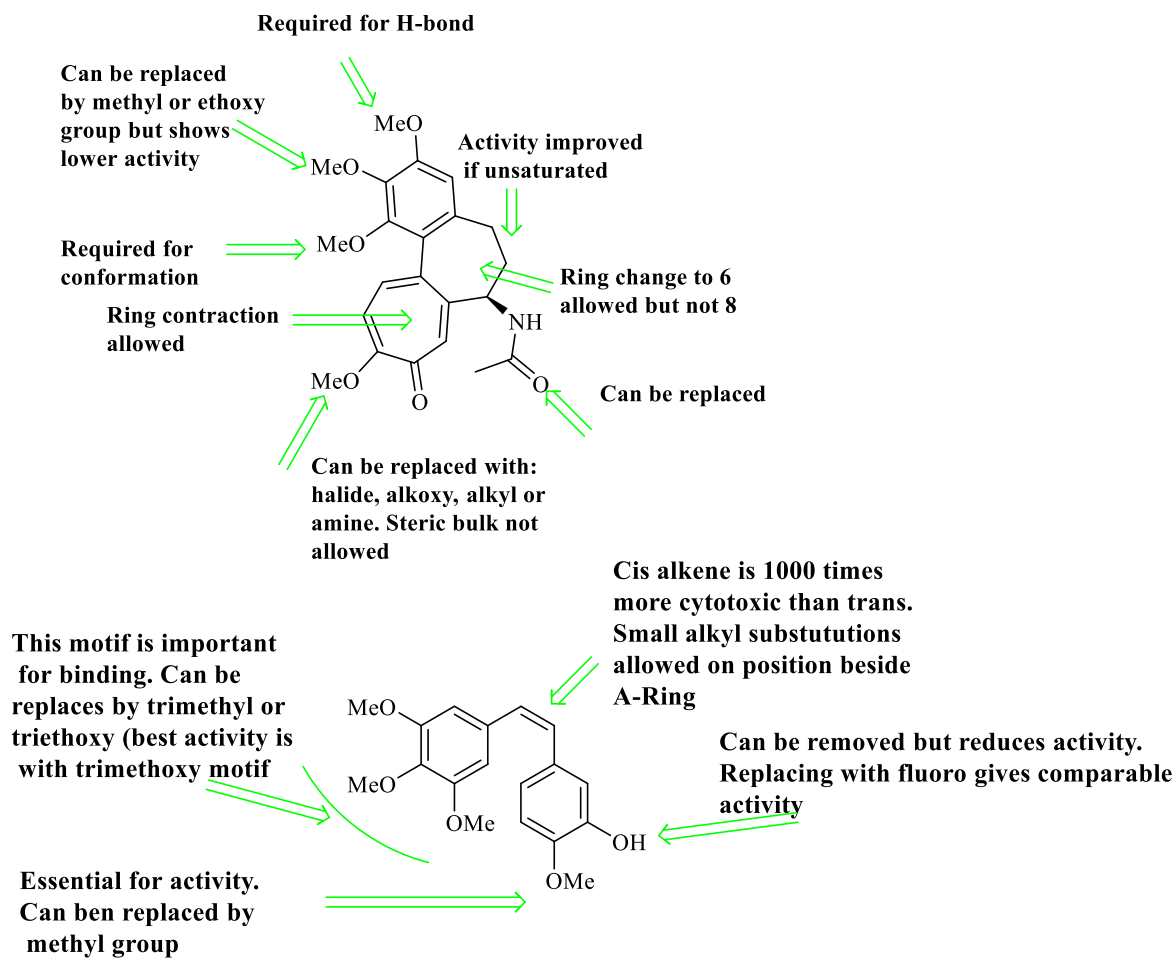 Required for H-bond
Can be replaced
by methyl or ethoxy
group but shows
lower activity
MeO
MeO
Activity improved
if unsaturated
MeO
Required for
conformation
Ring change to 6
allowed but not 8
Ring contraction
allowed
NH
MeO
O
O
Can be replaced
Can be replaced with:
halide, alkoxy, alkyl or
amine. Steric bulk not
allowed
Cis alkene is 1000 times
more cytotoxic than trans.
Small alkyl substututions
allowed on position beside
A-Ring
This motif is important
for binding. Can be
replaces by trimethyl or
triethoxy (best activity is
with trimethoxy motif
MeO
MeO
OMe
Can be removed but reduces activity.
Replacing with fluoro gives comparable
activity
OH
OMe
Essential for activity.
Can ben replaced by
methyl group